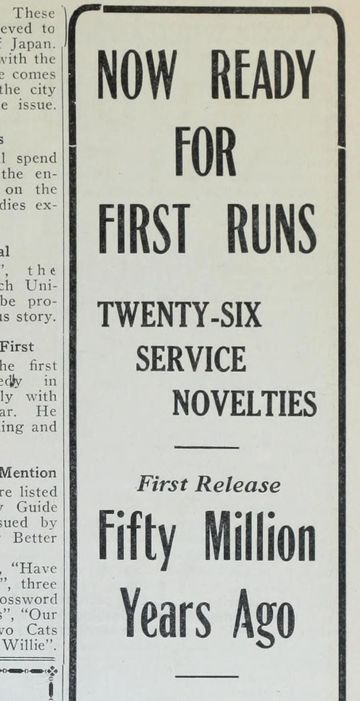 These
eved to
Japan.
with the
e comes
the city
e issue.
s
l spend
the en-
on the
dies ex-
al
", the
ch Uni-
be pro-
us story.
First
he first
edy in
ly with
ar. He
ing and
Mention
re listed
Guide
sued by
Better
, "Have
", three
ossword
s", "Our
wo Cats
Willie".
NOW READY
FOR
FIRST RUNS
TWENTY-SIX
SERVICE
NOVELTIES
First Release
Fifty Million
Years Ago